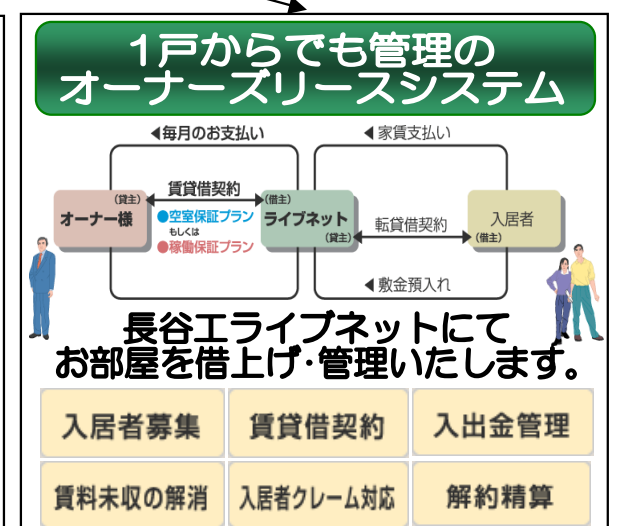 1戸からでも管理の
オーナーズリースシステム
◀毎月のお支払い
◀家賃支払い
賃貸借契約
(貸主)
オーナー様
●空室保証プラン
もしくは
●稼働保証プラン
(借主)
ライブネット
(貸主)
転貸借契約
入居者
(借主)
◀敷金預入れ
長谷工ライブネットにて
お部屋を借上げ・管理いたします。
入居者募集
賃貸借契約
入出金管理
賃料未収の解消
入居者クレーム対応
解約精算